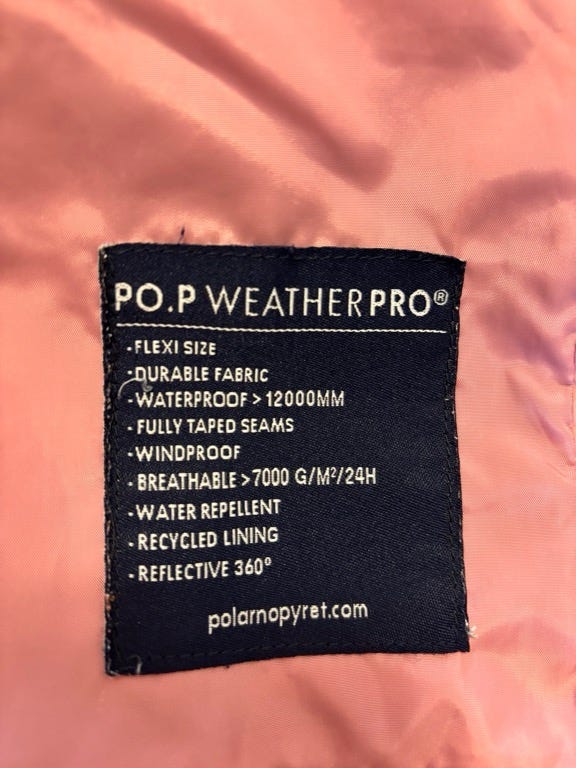 PO.P WEATHERPRO®
·FLEXI SIZE
·DURABLE FABRIC
·WATERPROOF > 12000MM
·FULLY TAPED SEAMS
·WINDPROOF
·BREATHABLE >7000 G/M²/24H
·WATER REPELLENT
·RECYCLED LINING
·REFLECTIVE 360°
polarnopyret.com